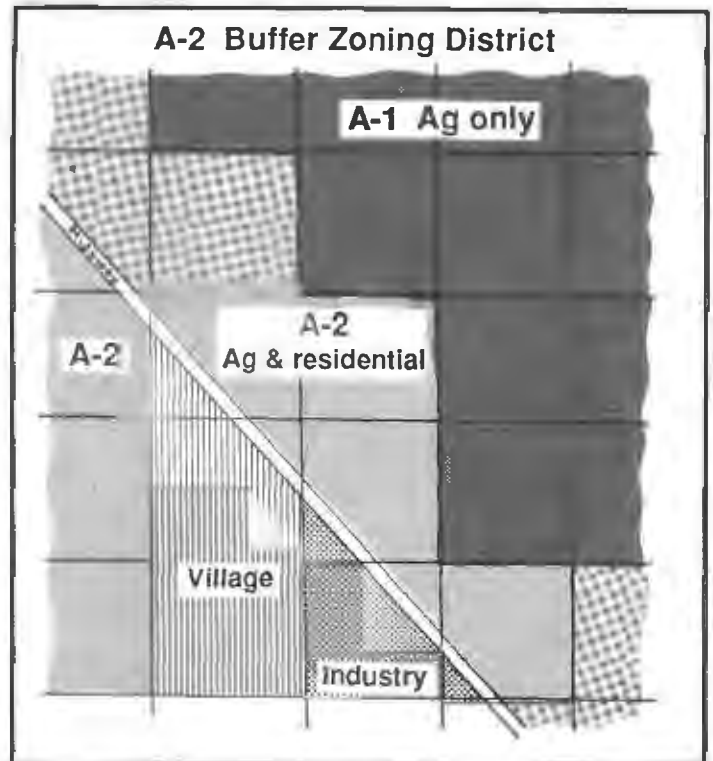 A-2 Buffer Zoning District
A-1 Ag only
A-2
Ag & residential
A-2
Village
Industry